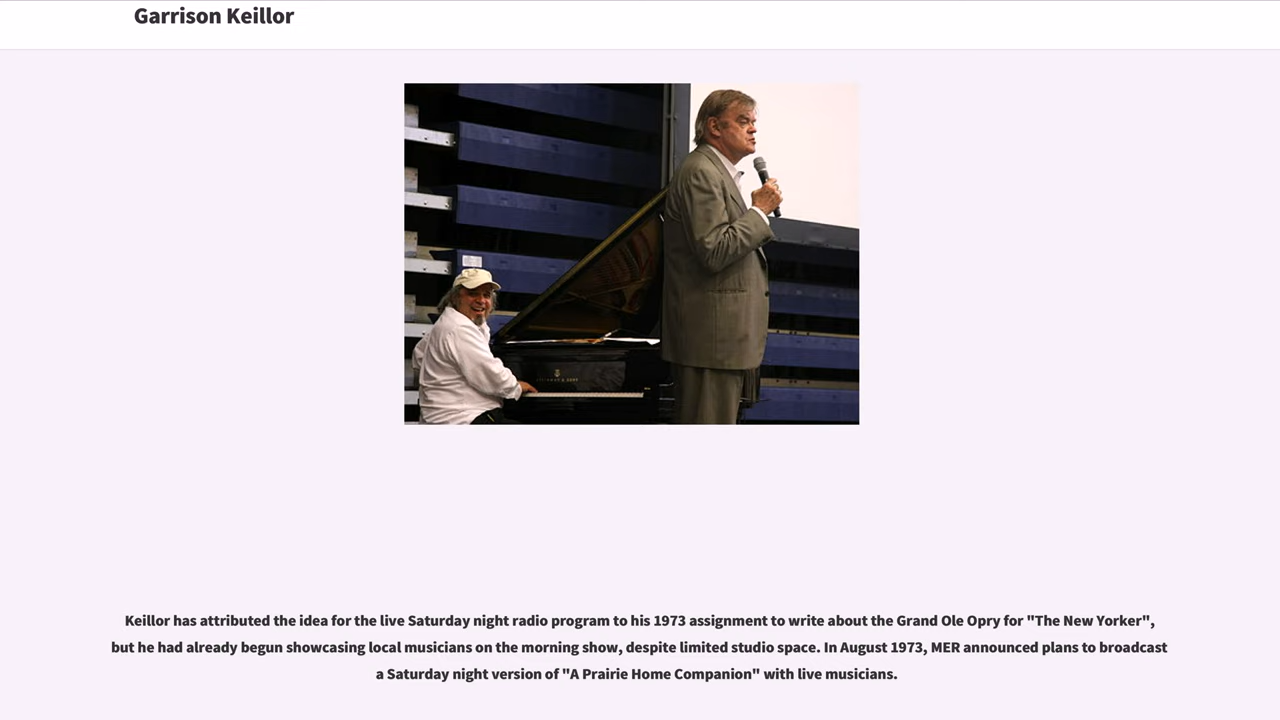 Garrison Keillor
Keillor has attributed the idea for the live Saturday night radio program to his 1973 assignment to write about the Grand Ole Opry for "The New Yorker",
but he had already begun showcasing local musicians on the morning show, despite limited studio space. In August 1973, MER announced plans to broadcast
a Saturday night version of "A Prairie Home Companion" with live musicians.